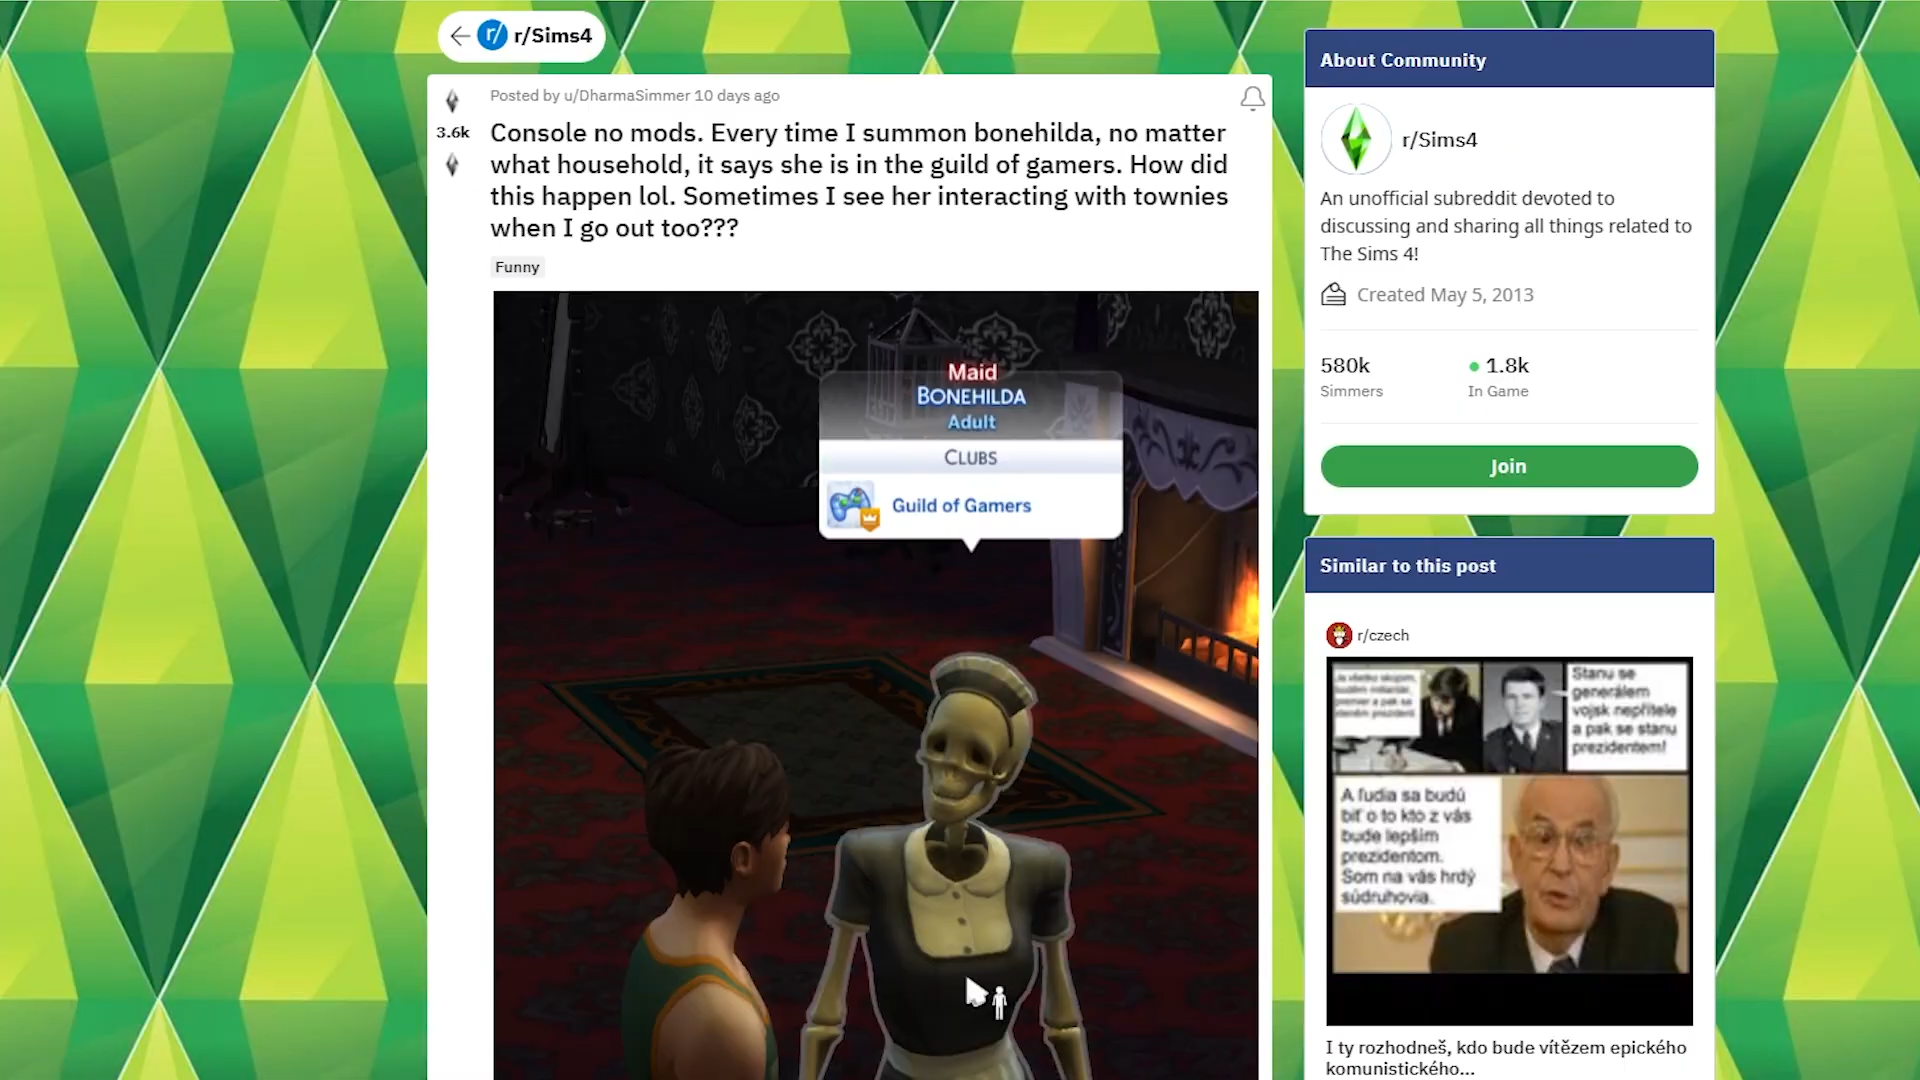 r/ r/Sims4
Posted by u/DharmaSimmer 10 days ago
3.6k
Console no mods. Every time I summon bonehilda, no matter
what household, it says she is in the guild of gamers. How did
this happen lol. Sometimes I see her interacting with townies
when I go out too???
Funny
Maid
BONEHILDA
Adult
CLUBS
Guild of Gamers
About Community
r/Sims4
An unofficial subreddit devoted to
discussing and sharing all things related to
The Sims 4!
Created May 5, 2013
580k
Simmers
1.8k
In Game
Join
Similar to this post
r/czech
Stanu se
generálem
vojsk nepřítele
a pak se stanu
prezidentem!
A ľudia sa budú
biť o to kto z vás
bude lepším
prezidentom.
Som na vás hrdý
súdruhovia.
I ty rozhodneš, kdo bude vítězem epického
komunistického...